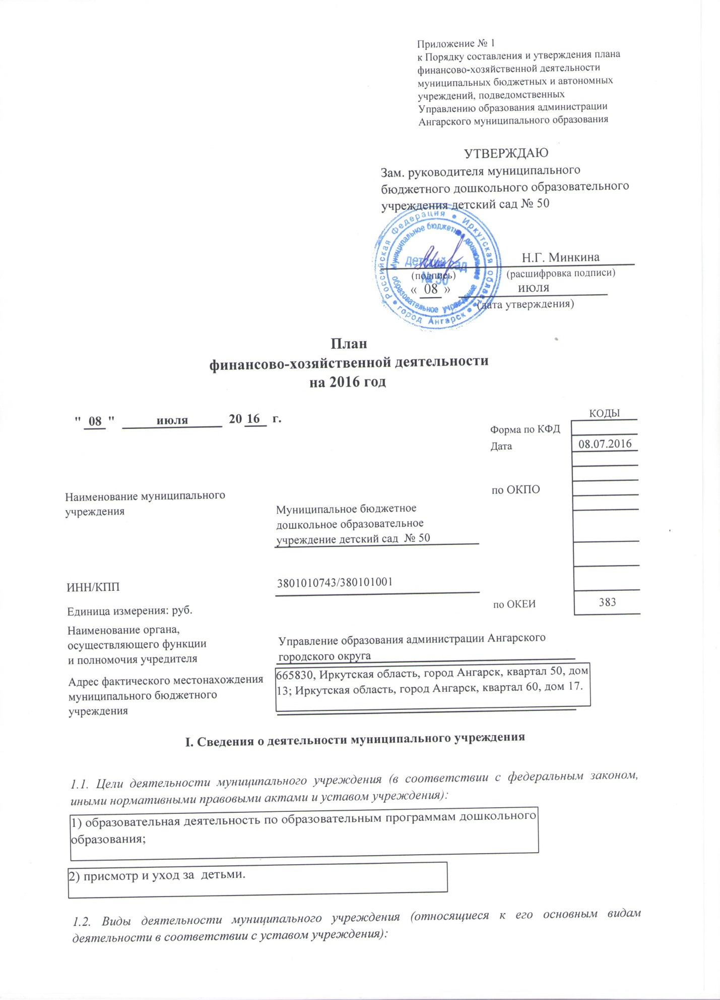 Приложение № 1
к Порядку составления и утверждения плана
финансово-хозяйственной деятельности
муниципальных бюджетных и автономных
учреждений, подведомственных
Управлению образования администрации
Ангарского муниципального образования
УТВЕРЖДАЮ
Зам. руководителя муниципального
бюджетного дошкольного образовательного
учреждения детский сад № 50
Российская Федерация • Иркутская область • город Ангарск •
Муниципальное бюджетное дошкольное образовательное учреждение
детский сад
№ 50
Н.Г. Минкина
(подпись) (расшифровка подписи)
« 08 » июля
(дата утверждения)
План
финансово-хозяйственной деятельности
на 2016 год
" 08 " июля 20 16 г.
КОДЫ
Форма по КФД
Дата 08.07.2016
по ОКПО
Наименование муниципального
учреждения
Муниципальное бюджетное
дошкольное образовательное
учреждение детский сад № 50
ИНН/КПП 3801010743/380101001
Единица измерения: руб. по ОКЕИ 383
Наименование органа,
осуществляющего функции
и полномочия учредителя
Управление образования администрации Ангарского
городского округа
Адрес фактического местонахождения
муниципального бюджетного
учреждения
665830, Иркутская область, город Ангарск, квартал 50, дом
13; Иркутская область, город Ангарск, квартал 60, дом 17.
I. Сведения о деятельности муниципального учреждения
1.1. Цели деятельности муниципального учреждения (в соответствии с федеральным законом,
иными нормативными правовыми актами и уставом учреждения):
1) образовательная деятельность по образовательным программам дошкольного
образования;
2) присмотр и уход за детьми.
1.2. Виды деятельности муниципального учреждения (относящиеся к его основным видам
деятельности в соответствии с уставом учреждения):